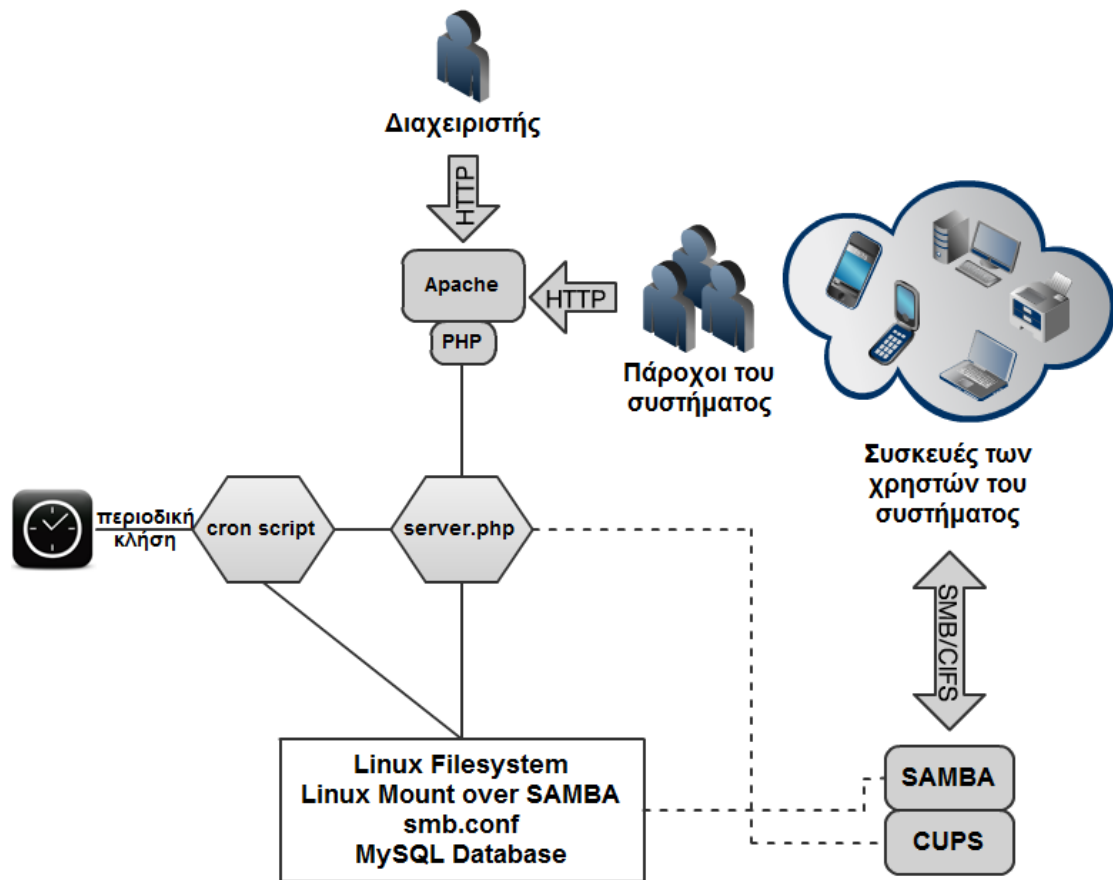 Διαχειριστής
HTTP
Apache
PHP
HTTP
Πάροχοι του
συστήματος
Συσκευές των
χρηστών του
συστήματος
περιοδική
κλήση
cron script
server.php
SMB/CIFS
Linux Filesystem
Linux Mount over SAMBA
smb.conf
MySQL Database
SAMBA
CUPS